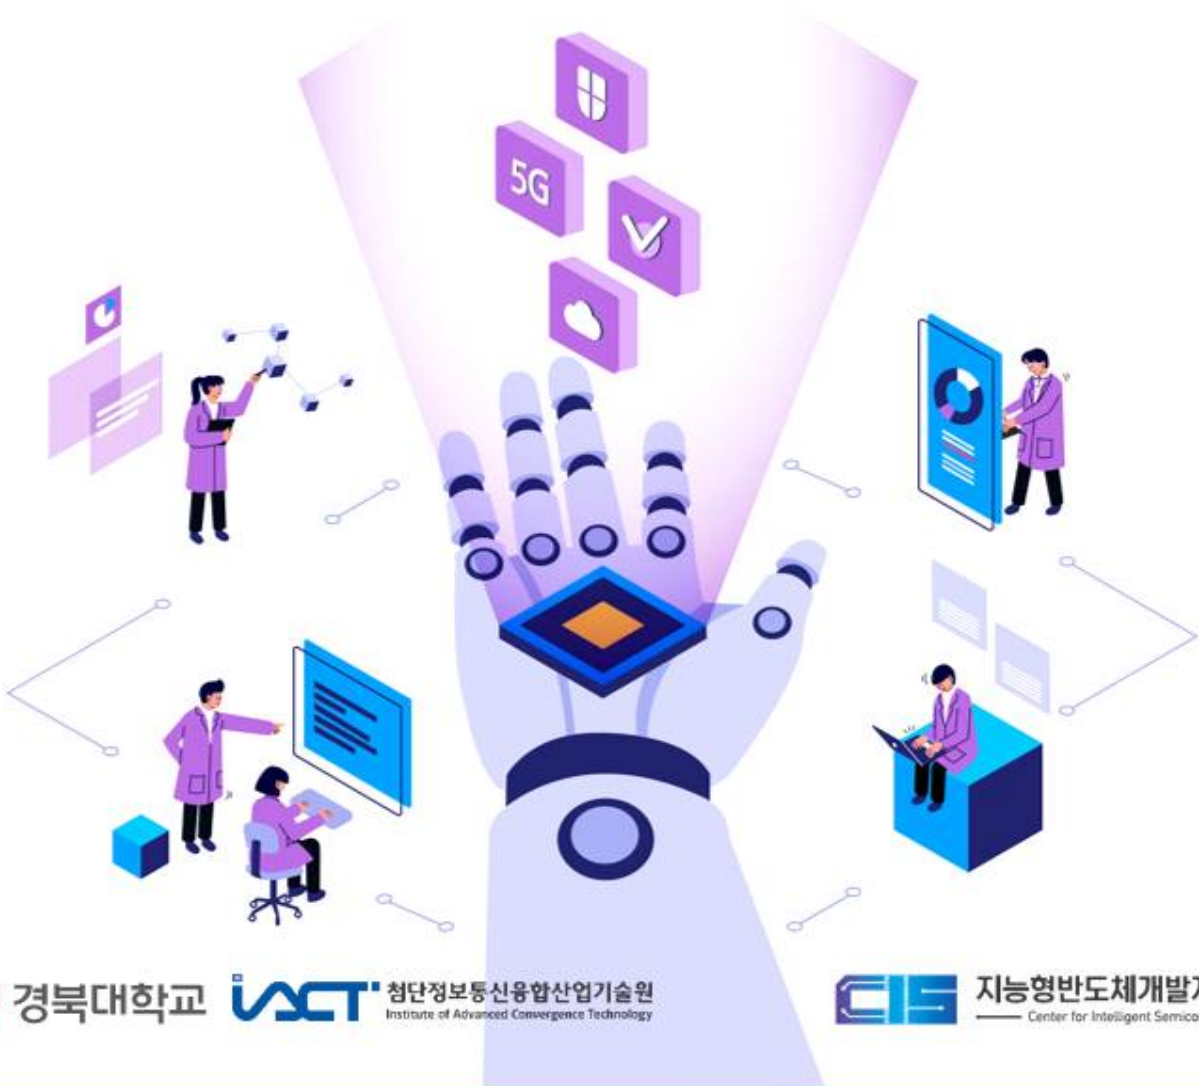 5G
경북대학교
iACT
첨단정보통신융합산업기술원
Institute of Advanced Convergence Technology
CIS
지능형반도체개발
Center for Intelligent